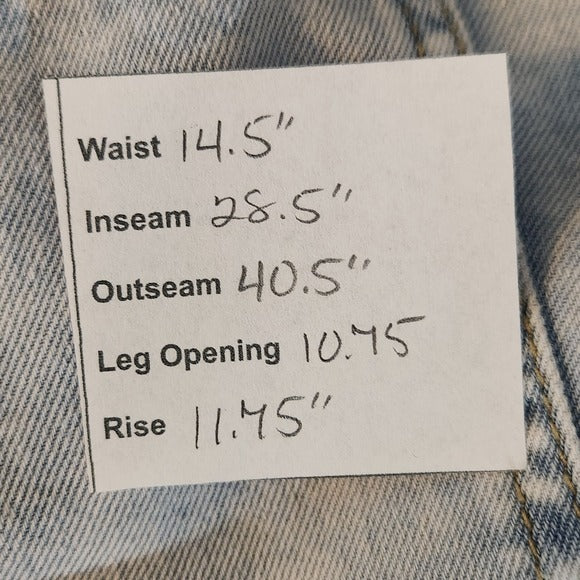 Waist 14.5"
Inseam 28.5"
Outseam 40.5"
Leg Opening 10.75
Rise 11.75"